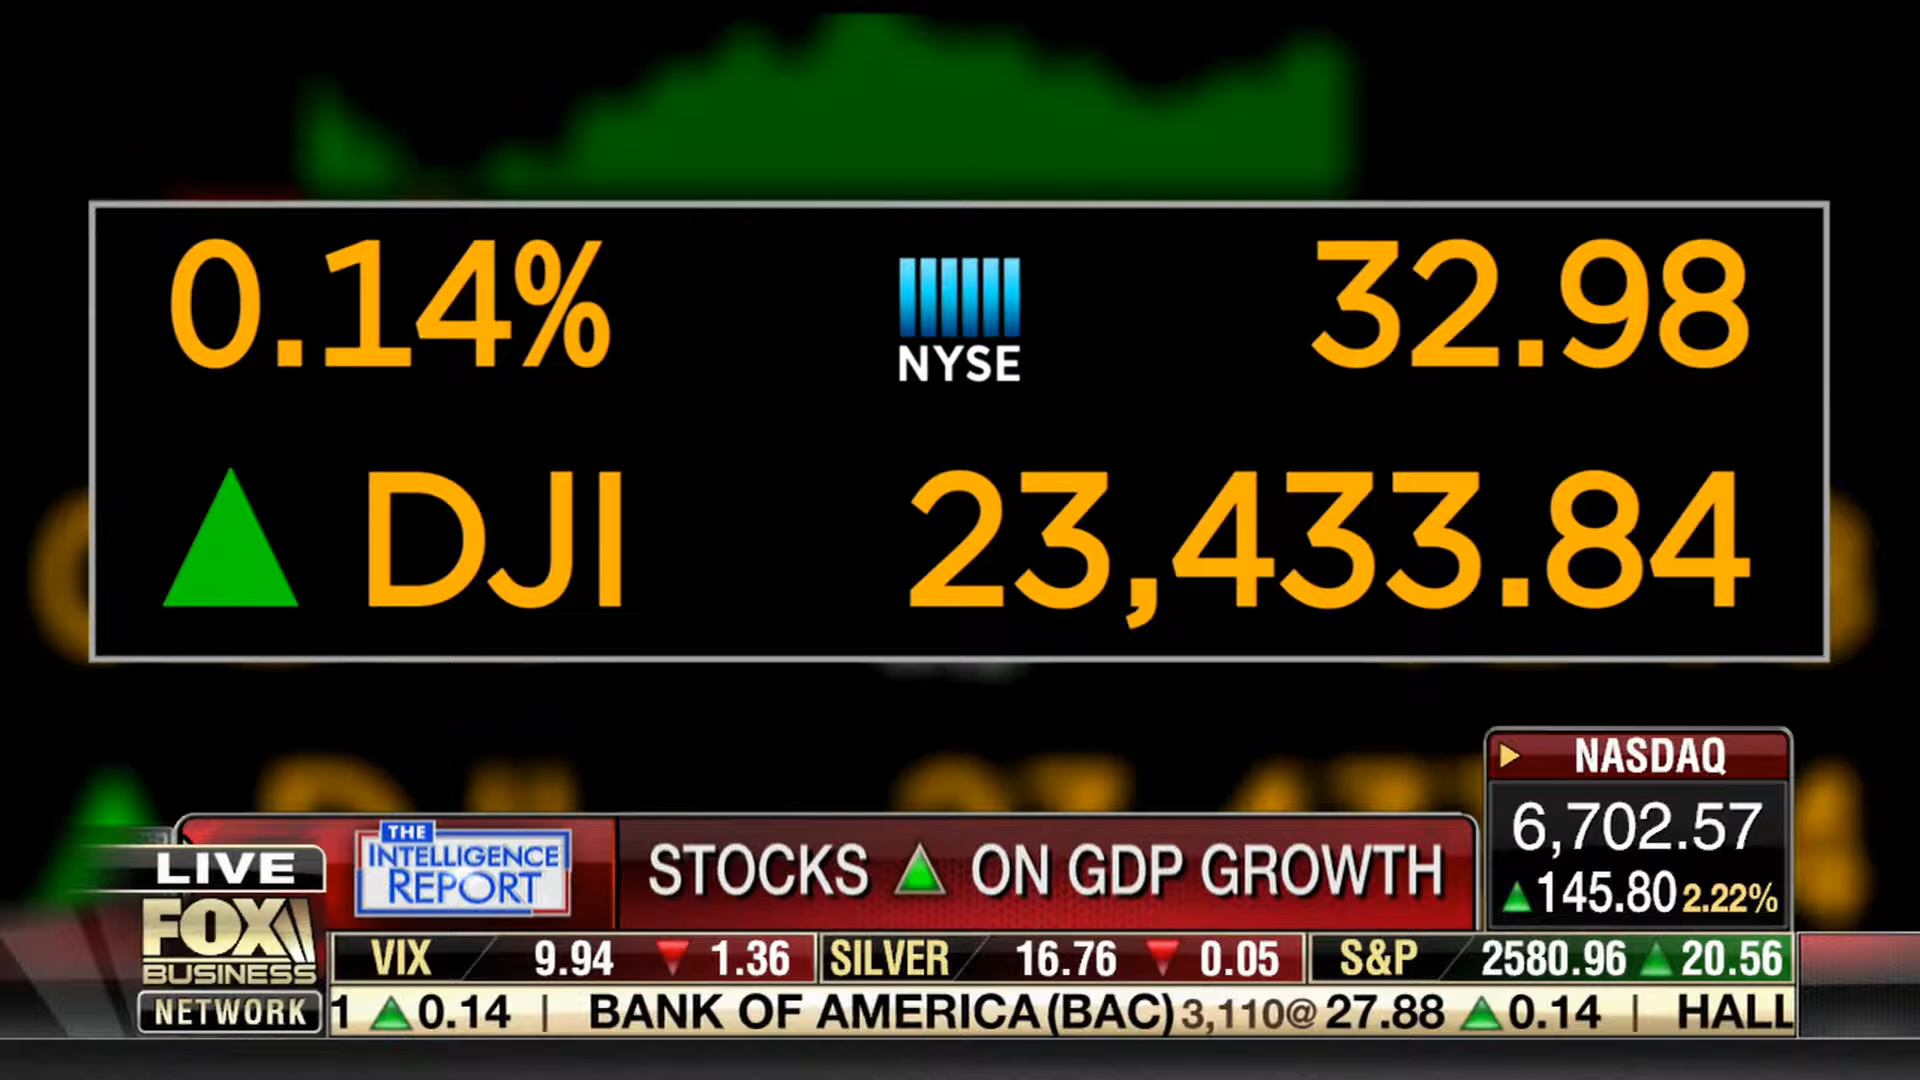 0.14%
NYSE
32.98
▲ DJI
23,433.84
NASDAQ
6,702.57
▲ 145.80 2.22%
THE
INTELLIGENCE
REPORT
STOCKS ▲ ON GDP GROWTH
LIVE
FOX
BUSINESS
NETWORK
VIX 9.94 ▼ 1.36 SILVER 16.76 ▼ 0.05 S&P 2580.96 ▲ 20.56
1 ▲ 0.14 | BANK OF AMERICA(BAC) 3,110@ 27.88 ▲ 0.14 | HALL